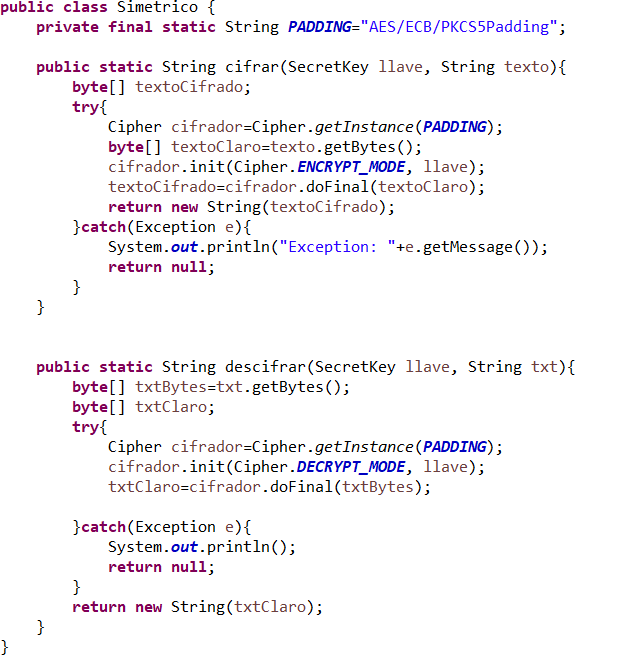 public class Simetrico {
    private final static String PADDING="AES/ECB/PKCS5Padding";

    public static String cifrar(SecretKey llave, String texto){
        byte[] textoCifrado;
        try{
            Cipher cifrador=Cipher.getInstance(PADDING);
            byte[] textoClaro=texto.getBytes();
            cifrador.init(Cipher.ENCRYPT_MODE, llave);
            textoCifrado=cifrador.doFinal(textoClaro);
            return new String(textoCifrado);
        }catch(Exception e){
            System.out.println("Exception: "+e.getMessage());
            return null;
        }
    }


    public static String descifrar(SecretKey llave, String txt){
        byte[] txtBytes=txt.getBytes();
        byte[] txtClaro;
        try{
            Cipher cifrador=Cipher.getInstance(PADDING);
            cifrador.init(Cipher.DECRYPT_MODE, llave);
            txtClaro=cifrador.doFinal(txtBytes);

        }catch(Exception e){
            System.out.println();
            return null;
        }
        return new String(txtClaro);
    }
}